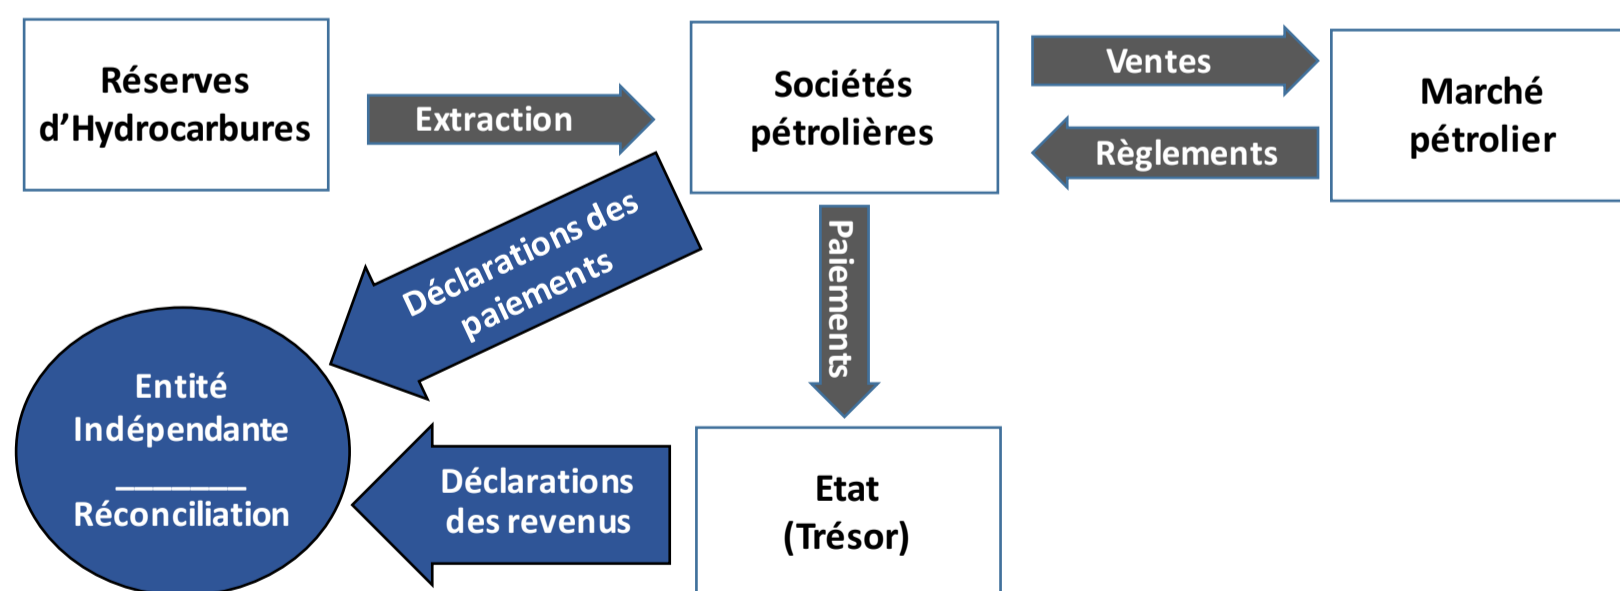 Réserves
d’Hydrocarbures
Extraction
Sociétés
pétrolières
Ventes
Règlements
Marché
pétrolier
Déclarations des
paiements
Paiements
Entité
Indépendante
_______
Réconciliation
Déclarations
des revenus
Etat
(Trésor)